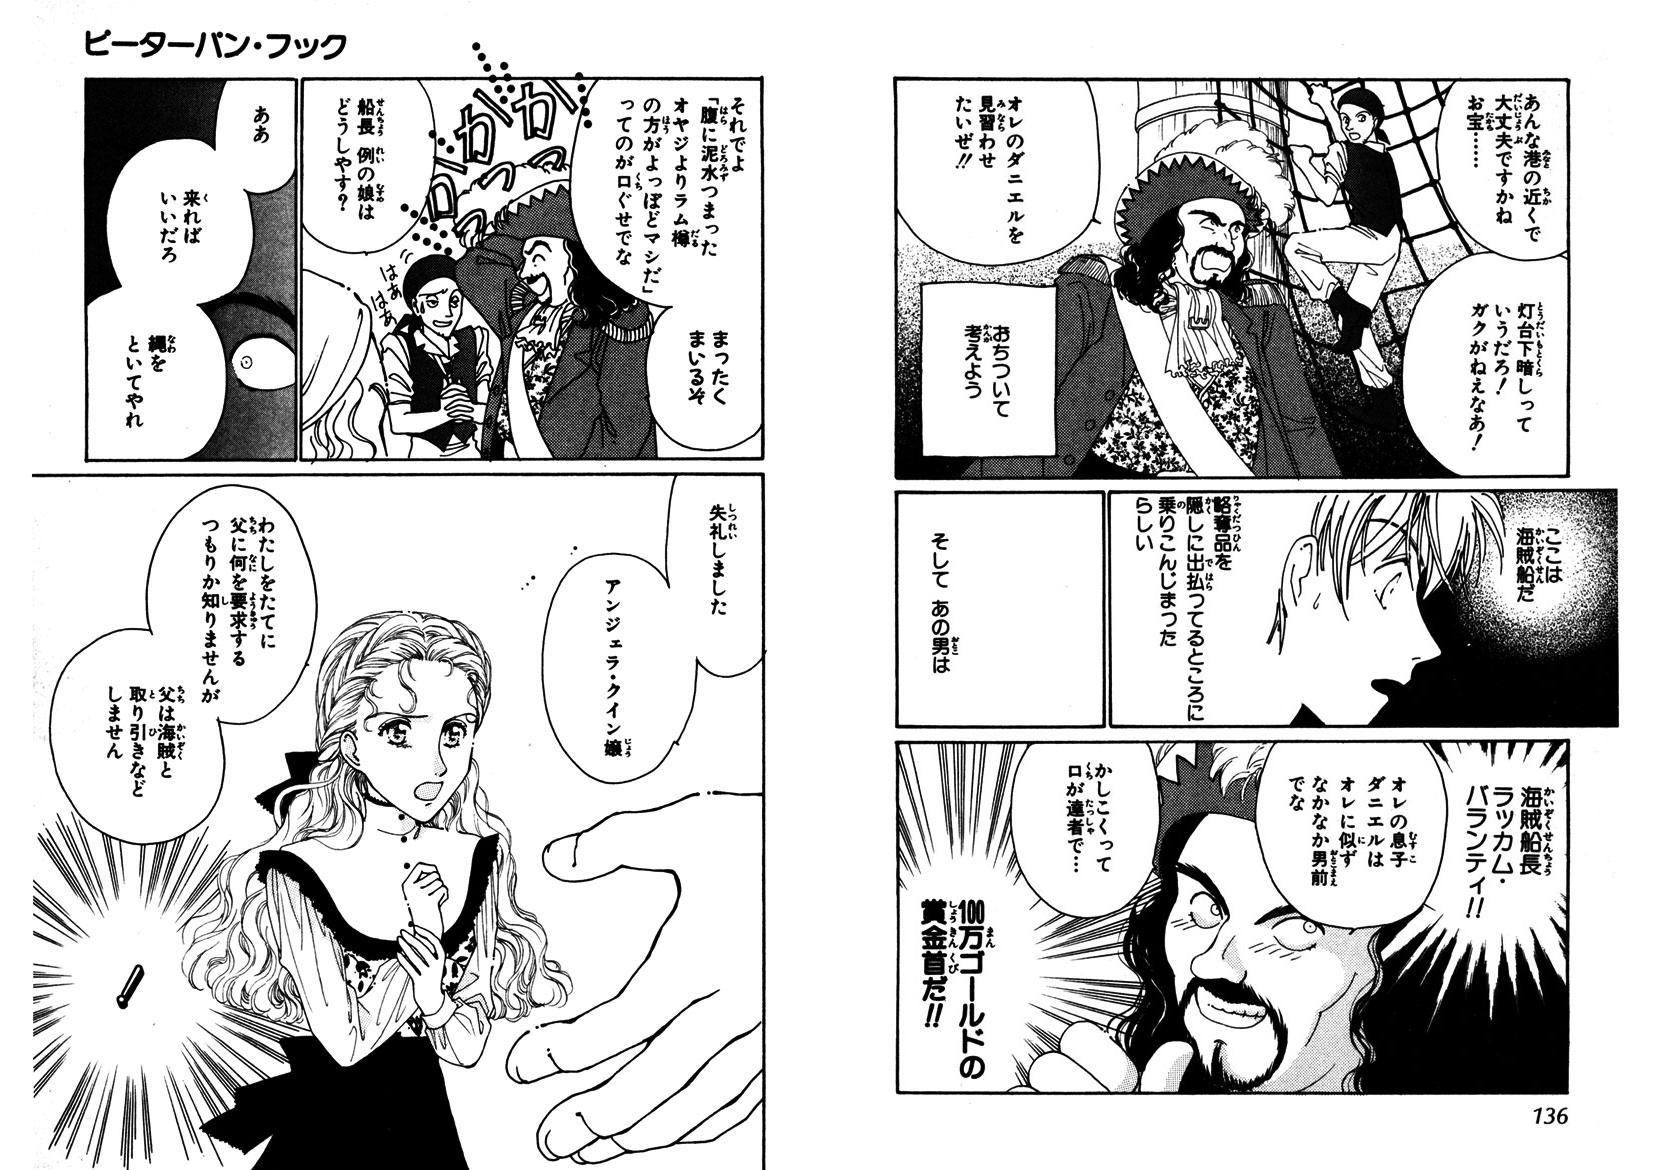 あんな港の近くで
大丈夫ですかね
お宝……
灯台下暗しって
いうだろ!
ガクがねえなあ!
オレのダニエルを
見習わせ
たいぜ!!
おちついて
考えよう
ここは
海賊船だ
略奪品を
隠しに出払ってるところに
乗りこんじまった
らしい
そして あの男は
海賊船長
ラッカム・
バランティ!!
オレの息子
ダニエルは
オレに似ず
なかなか男前
でな
かしこくって
口が達者で…
100万ゴールドの
賞金首だ!!
136
ピーターパン・フック
それでよ
「腹に泥水つまった
オヤジよりラム樽
の方がよっぽどマシだ」
ってのが口ぐせでな
まったく
まいるぞ
かかかっっっ
はぁ
はぁ
船長 例の娘は
どうしやす?
ああ
来れば
いいだろ
縄を
といてやれ
失礼しました
アンジェラ・クイン嬢
わたしをたてに
父に何を要求する
つもりか知りませんが
父は海賊と
取り引きなど
しません